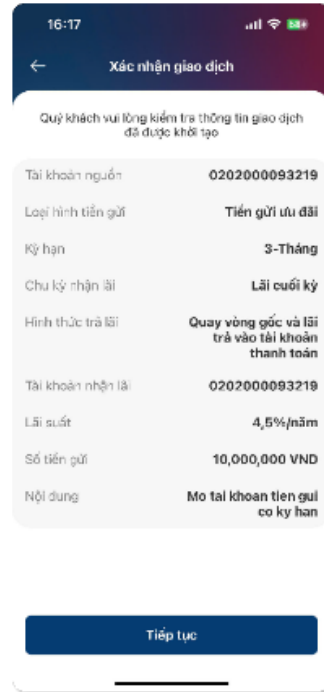 16:17
Xác nhận giao dịch
Quý khách vui lòng kiểm tra thông tin giao dịch
đã được khởi tạo
Tài khoản nguồn 0202000093219
Loại hình tiền gửi Tiền gửi ưu đãi
Kỳ hạn 3-Tháng
Chu kỳ nhận lãi Lãi cuối kỳ
Hình thức trả lãi Quay vòng gốc và lãi
trả vào tài khoản
thanh toán
Tài khoản nhận lãi 0202000093219
Lãi suất 4,5%/năm
Số tiền gửi 10,000,000 VND
Nội dung Mo tai khoan tien gui
co ky han
Tiếp tục